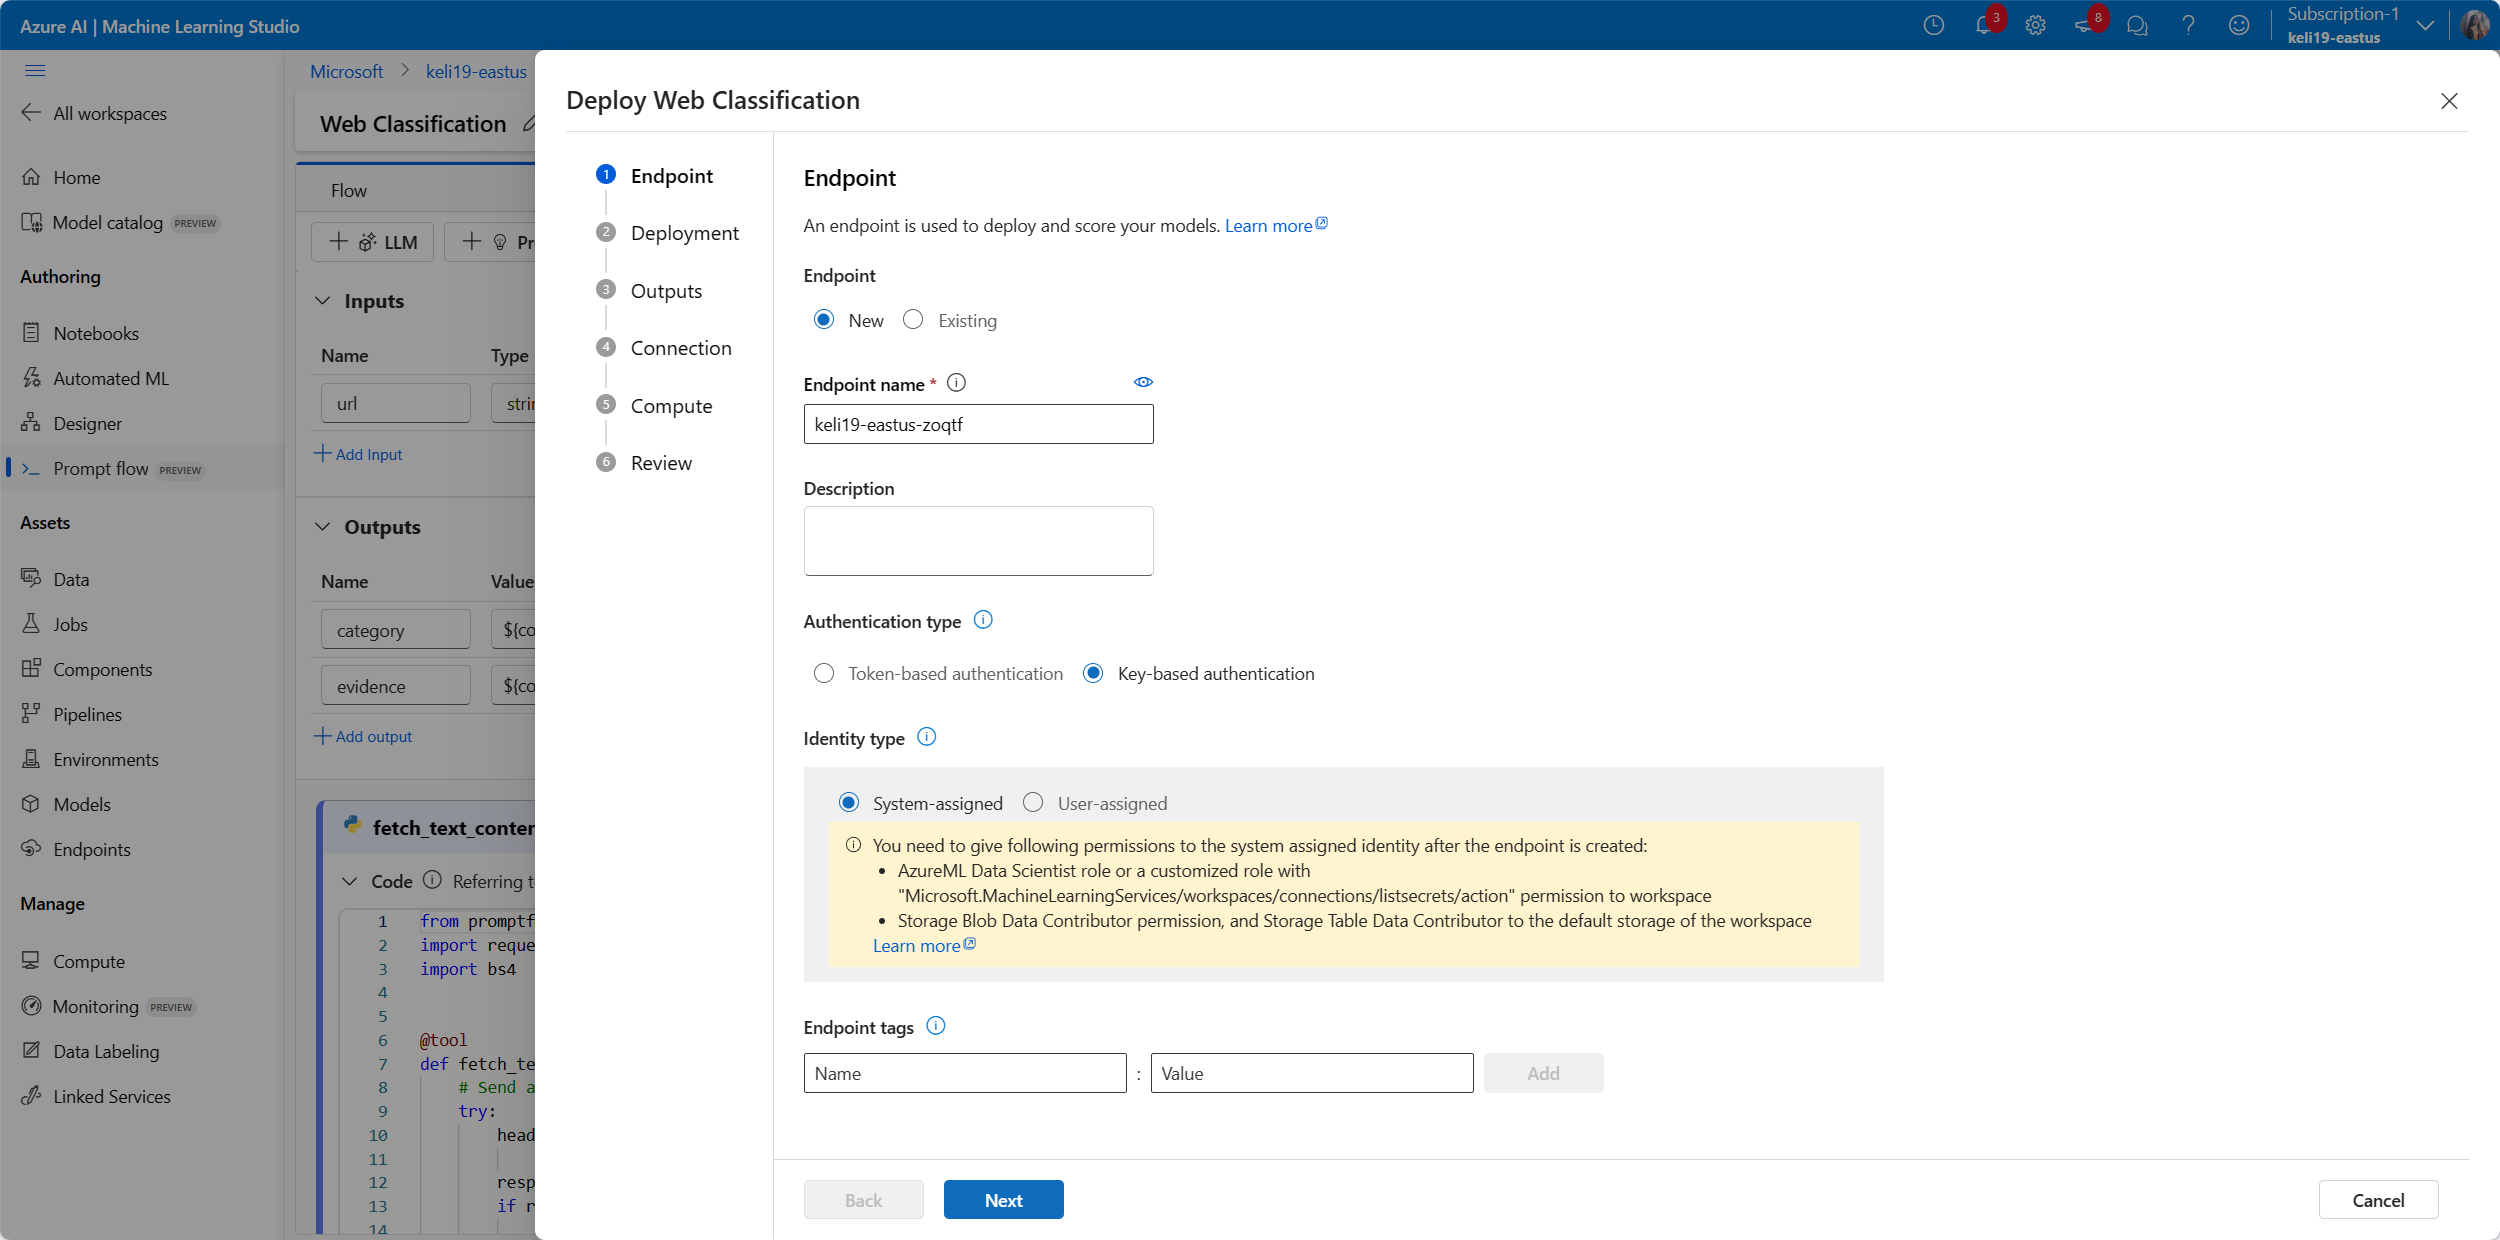 Azure AI | Machine Learning Studio
3
8
Subscription-1
keli19-eastus
All workspaces
Home
Model catalog PREVIEW
Authoring
Notebooks
Automated ML
Designer
Prompt flow PREVIEW
Assets
Data
Jobs
Components
Pipelines
Environments
Models
Endpoints
Manage
Compute
Monitoring PREVIEW
Data Labeling
Linked Services
Microsoft > keli19-eastus
Web Classification
Flow
+ LLM
+ Pr
Inputs
Name Type
url strin
+ Add Input
Outputs
Name Value
category ${co
evidence ${co
+ Add output
fetch_text_conten
Code Referring t
1 from promptf
2 import reque
3 import bs4
4
5
6 @tool
7 def fetch_te
8 # Send a
9 try:
10 head
11
12 resp
13 if r
14
Deploy Web Classification
1 Endpoint
2 Deployment
3 Outputs
4 Connection
5 Compute
6 Review
Endpoint
An endpoint is used to deploy and score your models. Learn more
Endpoint
New Existing
Endpoint name *
keli19-eastus-zoqtf
Description
Authentication type
Token-based authentication Key-based authentication
Identity type
System-assigned User-assigned
You need to give following permissions to the system assigned identity after the endpoint is created:
• AzureML Data Scientist role or a customized role with
"Microsoft.MachineLearningServices/workspaces/connections/listsecrets/action" permission to workspace
• Storage Blob Data Contributor permission, and Storage Table Data Contributor to the default storage of the workspace
Learn more
Endpoint tags
Name : Value Add
Back Next Cancel